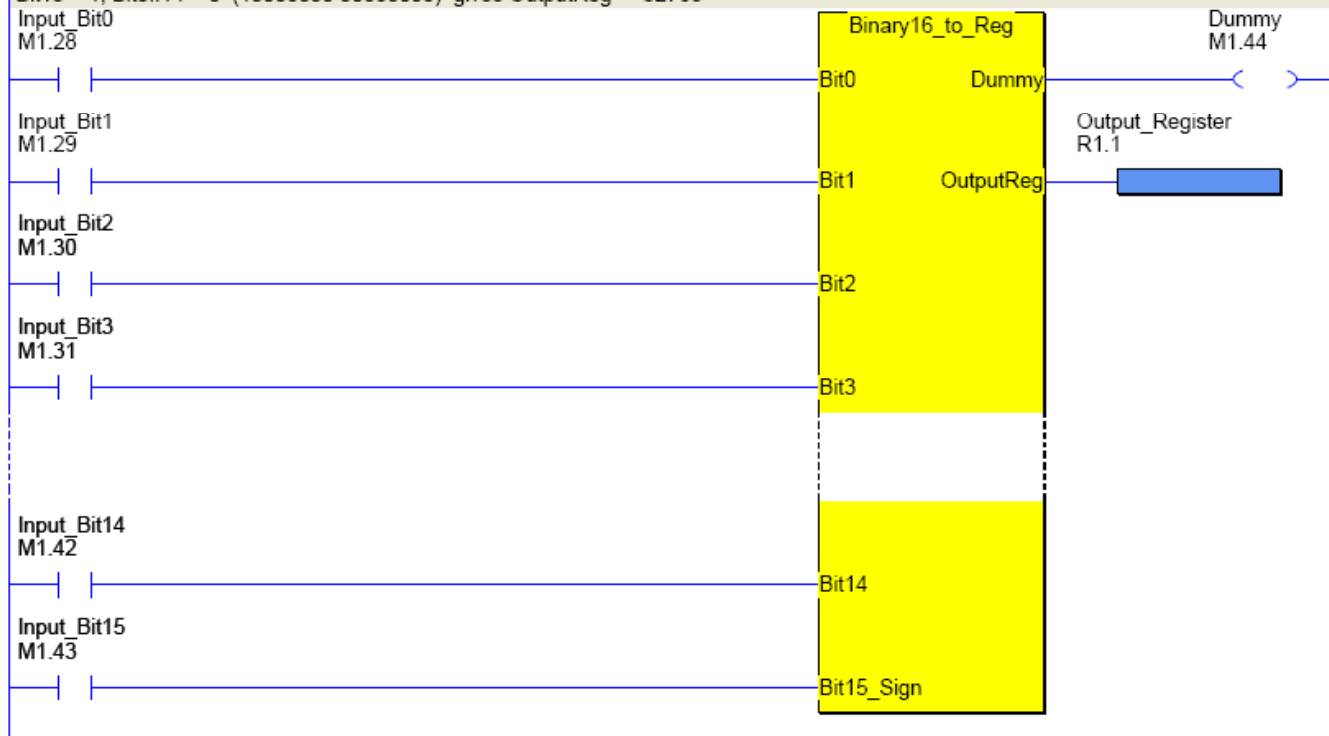 Input_Bit0
M1.28
Binary16_to_Reg
Dummy
M1.44
Bit0
Dummy
Input_Bit1
M1.29
Output_Register
R1.1
Bit1
OutputReg
Input_Bit2
M1.30
Bit2
Input_Bit3
M1.31
Bit3
Input_Bit14
M1.42
Bit14
Input_Bit15
M1.43
Bit15_Sign